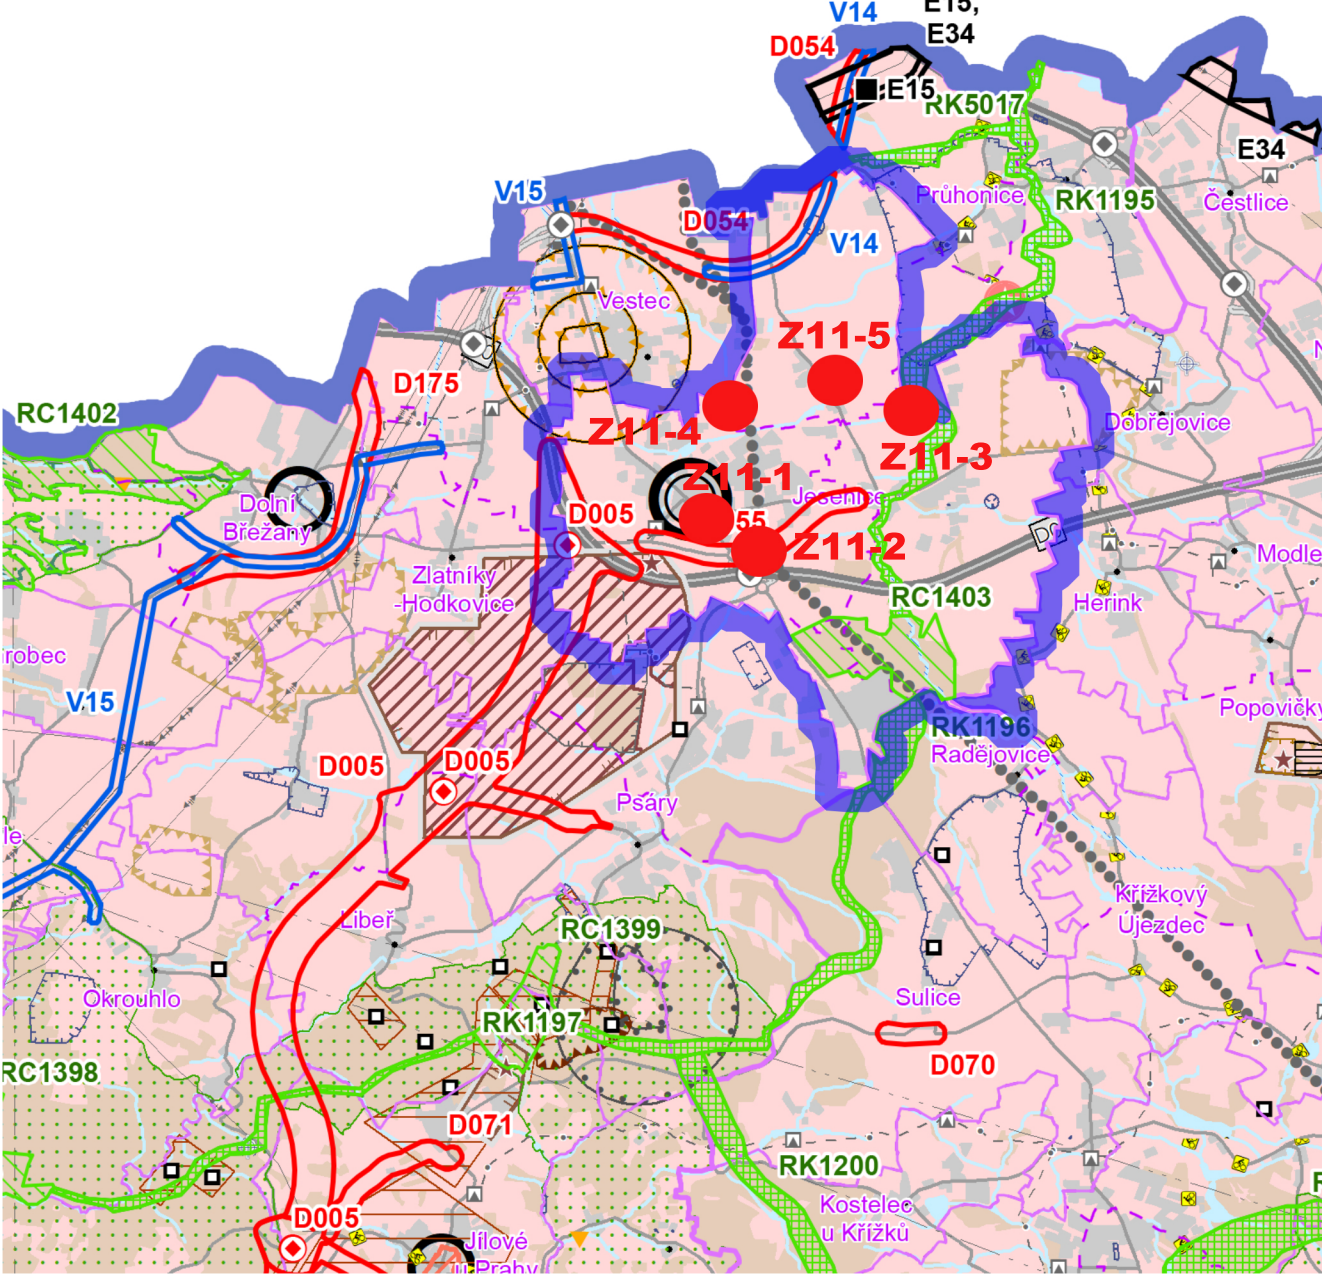 V14
E15,
E34
D054
E15
RK5017
E34
V15
Průhonice
RK1195
Čestlice
D054
V14
Vestec
Z11-5
D175
RC1402
Z11-4
Dobřejovice
Z11-3
Z11-1
Jesenice
Dolní
Břežany
D005
55
Z11-2
Modle
Zlatníky
-Hodkovice
RC1403
Herink
robec
V15
Popovičky
RK1196
Radějovice
D005
D005
Psáry
le
Křížkový
Újezdec
Libeř
RC1399
Okrouhlo
Sulice
RK1197
D070
RC1398
D071
RK1200
Kostelec
u Křížků
D005
Jílové
u Prahy